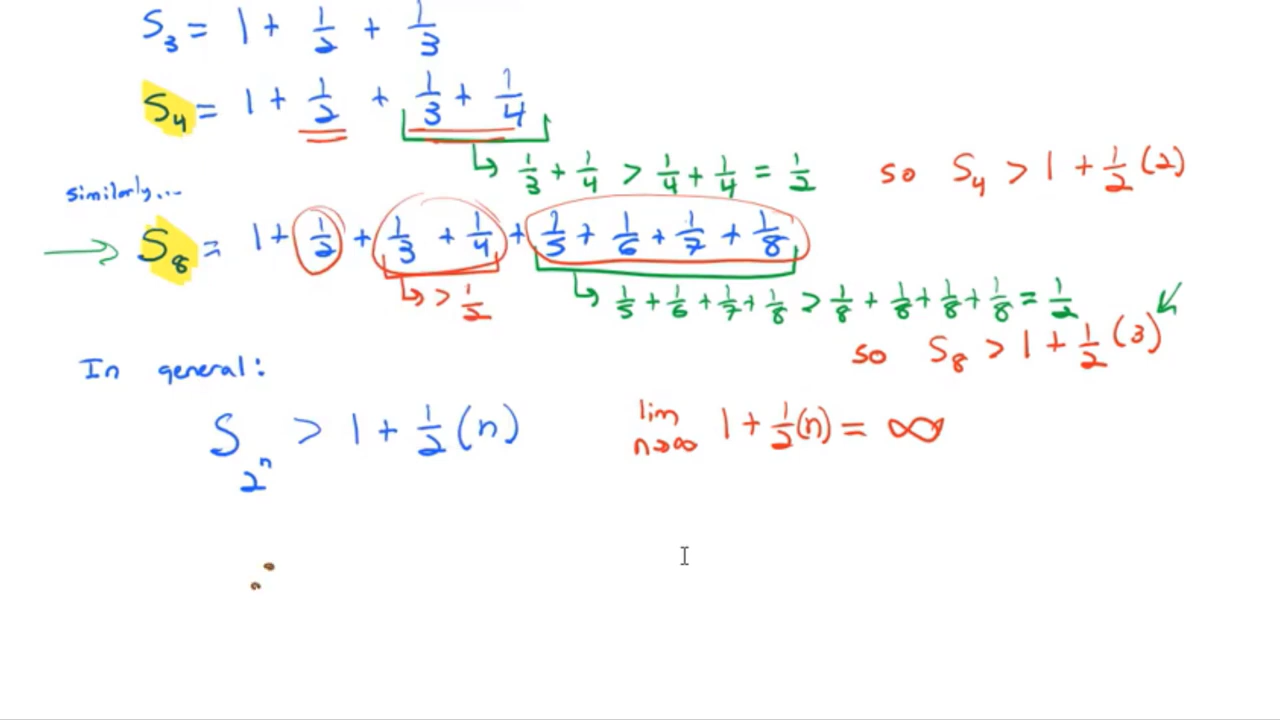 S₃ = 1 + 1/2 + 1/3
S₄ = 1 + 1/2 + 1/3 + 1/4
↳ 1/3 + 1/4 > 1/4 + 1/4 = 1/2
so S₄ > 1 + 1/2 (2)
similarly...
→ S₈ = 1 + 1/2 + 1/3 + 1/4 + 1/5 + 1/6 + 1/7 + 1/8
↳ > 1/2
↳ 1/5 + 1/6 + 1/7 + 1/8 > 1/8 + 1/8 + 1/8 + 1/8 = 1/2
so S₈ > 1 + 1/2 (3)
In general:
S_2ⁿ > 1 + 1/2 (n)
lim n→∞ 1 + 1/2 (n) = ∞